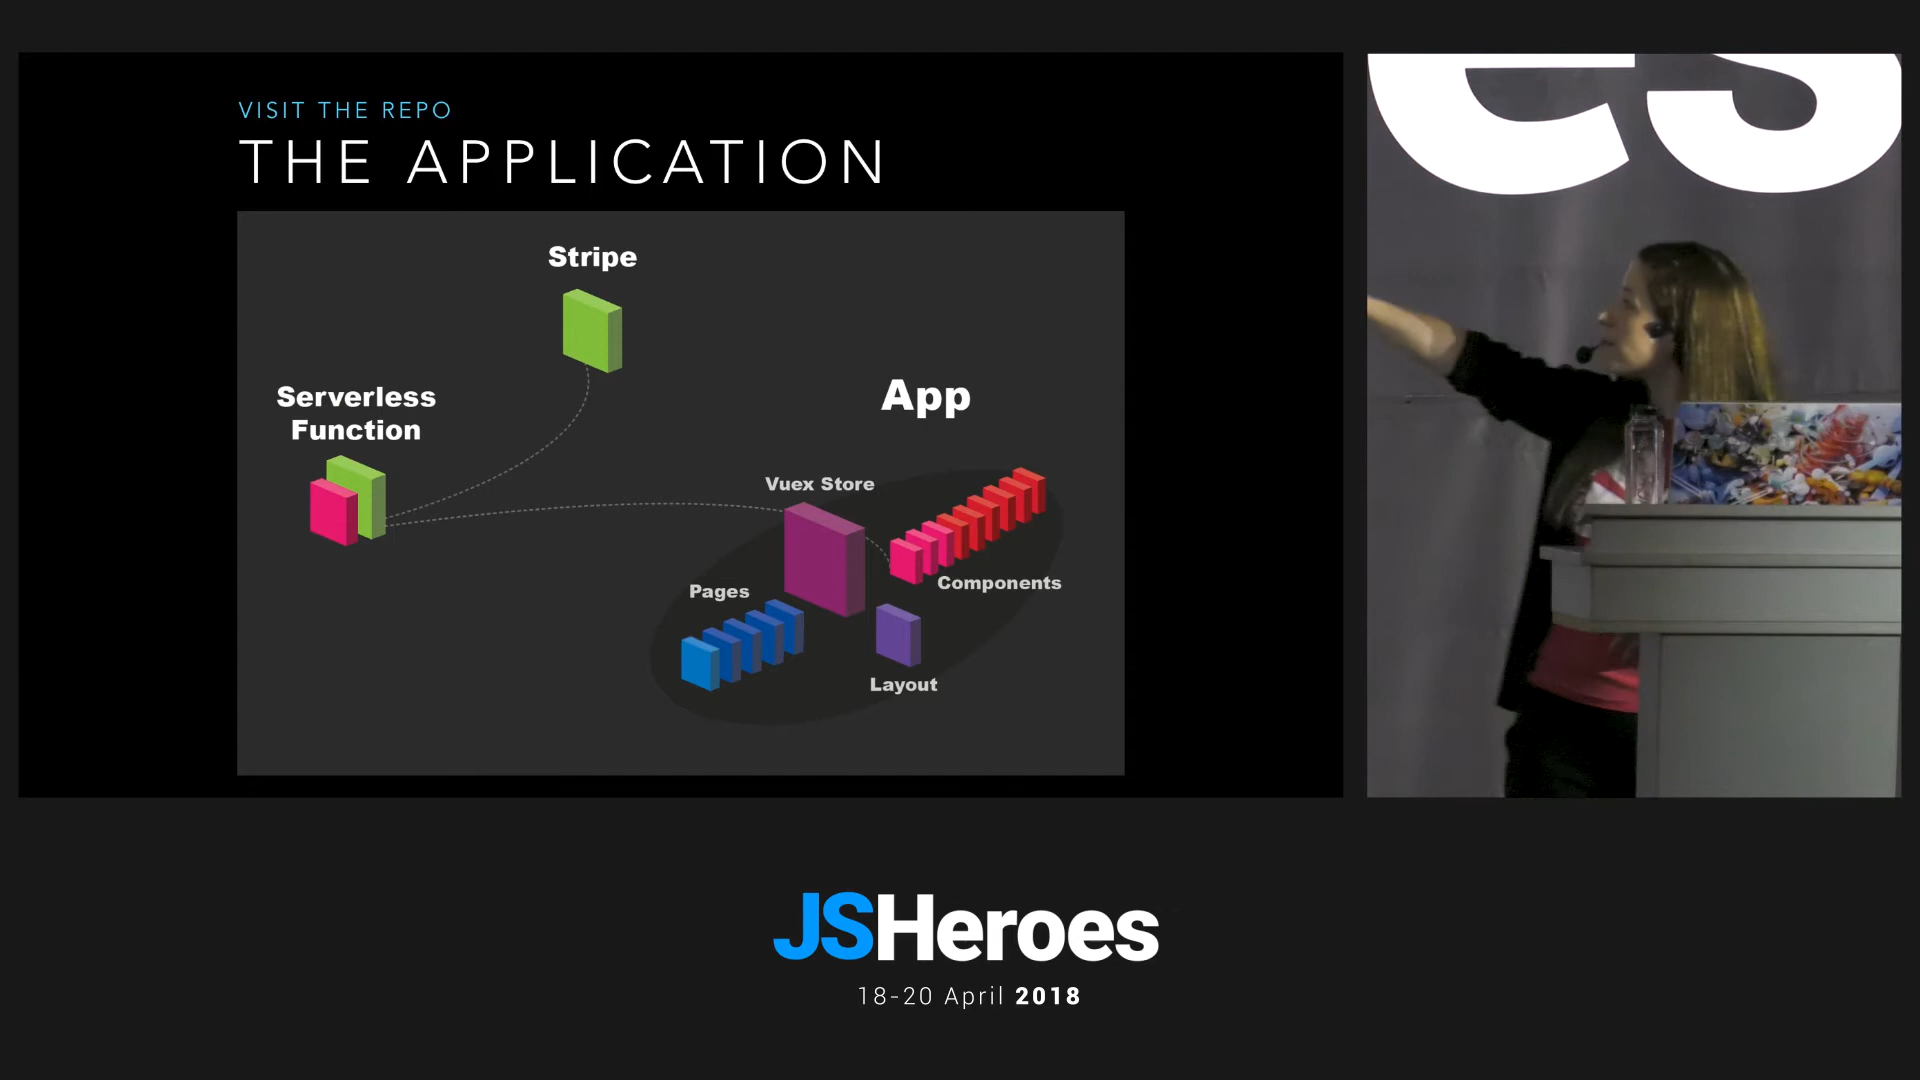 VISIT THE REPO
THE APPLICATION
Stripe
Serverless
Function
App
Vuex Store
Components
Pages
Layout
es
JSHeroes
18-20 April 2018